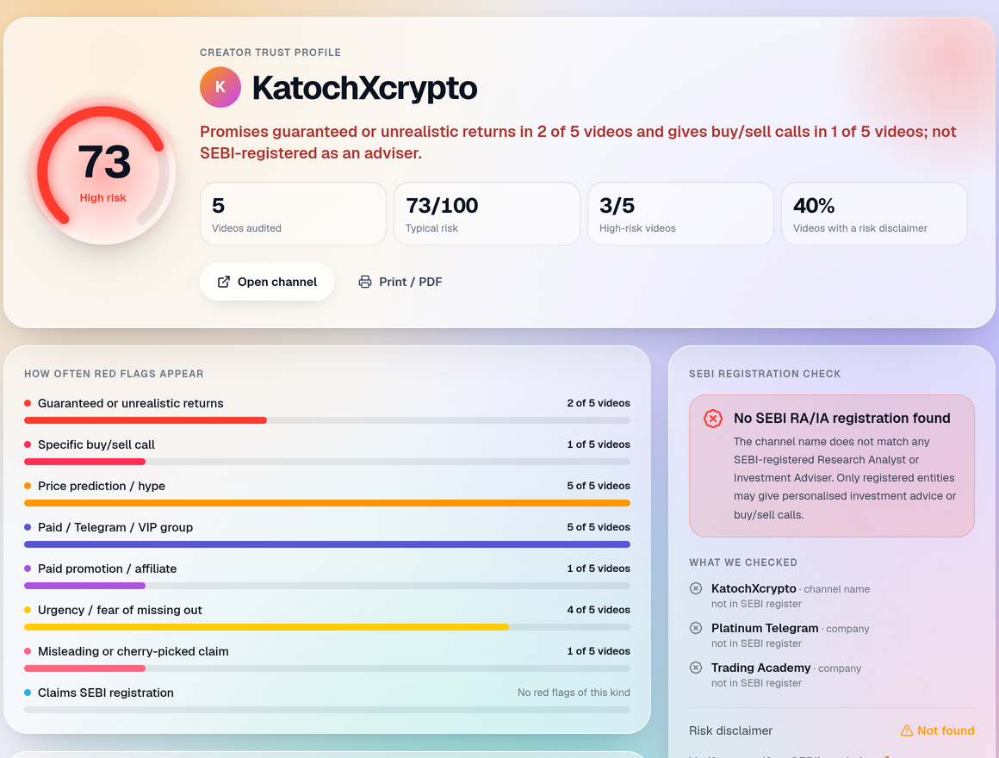 CREATOR TRUST PROFILE
K
KatochXcrypto
73
High risk
Promises guaranteed or unrealistic returns in 2 of 5 videos and gives buy/sell calls in 1 of 5 videos; not
SEBI-registered as an adviser.
5
Videos audited
73/100
Typical risk
3/5
High-risk videos
40%
Videos with a risk disclaimer
Open channel
Print / PDF
HOW OFTEN RED FLAGS APPEAR
Guaranteed or unrealistic returns 2 of 5 videos
Specific buy/sell call 1 of 5 videos
Price prediction / hype 5 of 5 videos
Paid / Telegram / VIP group 5 of 5 videos
Paid promotion / affiliate 1 of 5 videos
Urgency / fear of missing out 4 of 5 videos
Misleading or cherry-picked claim 1 of 5 videos
Claims SEBI registration No red flags of this kind
SEBI REGISTRATION CHECK
No SEBI RA/IA registration found
The channel name does not match any
SEBI-registered Research Analyst or
Investment Adviser. Only registered entities
may give personalised investment advice or
buy/sell calls.
WHAT WE CHECKED
KatochXcrypto · channel name
not in SEBI register
Platinum Telegram · company
not in SEBI register
Trading Academy · company
not in SEBI register
Risk disclaimer Not found